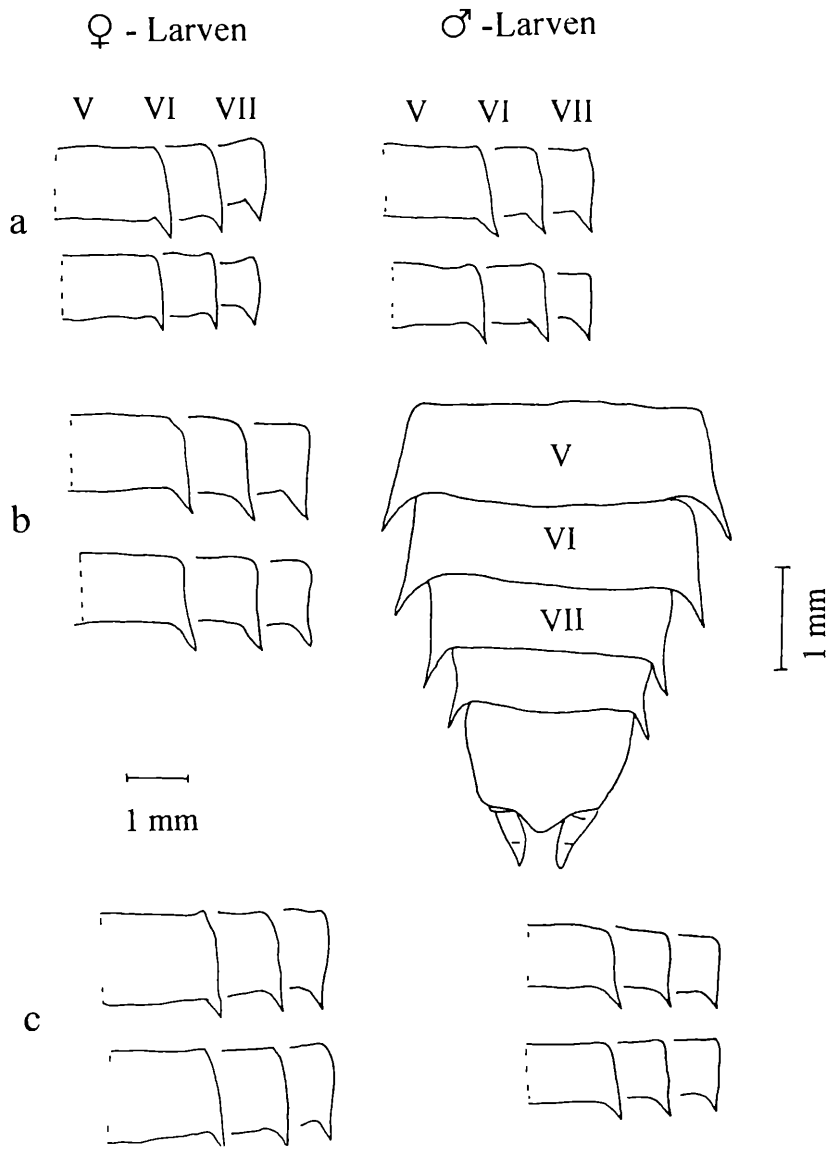 ♀ - Larven
♂ -Larven
V VI VII
V VI VII
a
b
V
VI
VII
1 mm
1 mm
c